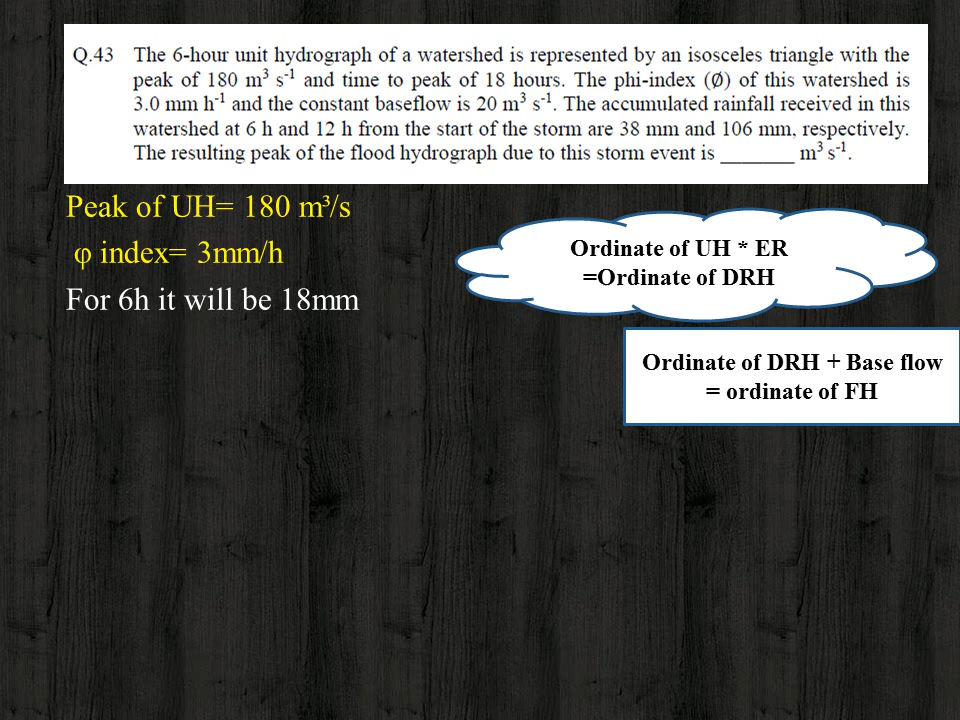 Q.43 The 6-hour unit hydrograph of a watershed is represented by an isosceles triangle with the
peak of 180 m³ s⁻¹ and time to peak of 18 hours. The phi-index (Ø) of this watershed is
3.0 mm h⁻¹ and the constant baseflow is 20 m³ s⁻¹. The accumulated rainfall received in this
watershed at 6 h and 12 h from the start of the storm are 38 mm and 106 mm, respectively.
The resulting peak of the flood hydrograph due to this storm event is _______ m³ s⁻¹.
Peak of UH= 180 m³/s
φ index= 3mm/h
For 6h it will be 18mm
Ordinate of UH * ER
=Ordinate of DRH
Ordinate of DRH + Base flow
= ordinate of FH